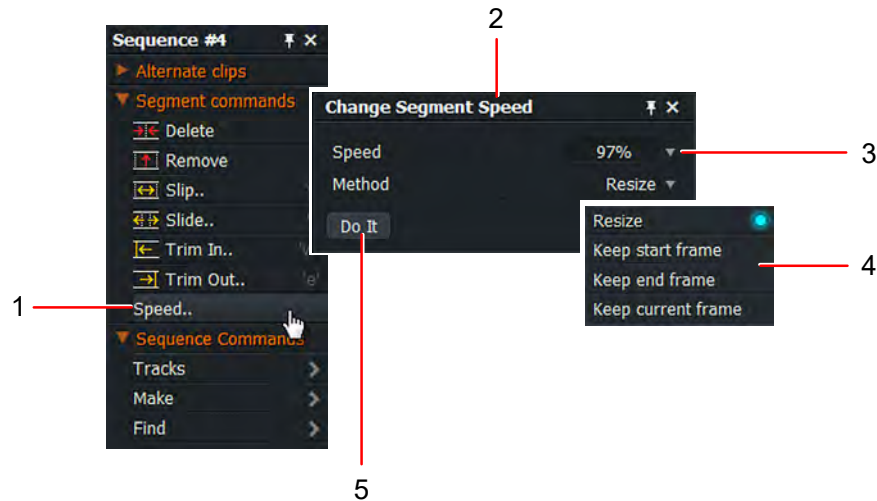 2
Sequence #4
Alternate clips
Segment commands
Delete
Remove
Slip..
Slide..
Trim In..
Trim Out.. 'e'
Speed..
Sequence Commands
Tracks
Make
Find
1
Change Segment Speed
Speed 97%
Method Resize
Do It
3
Resize
Keep start frame
Keep end frame
Keep current frame
4
5